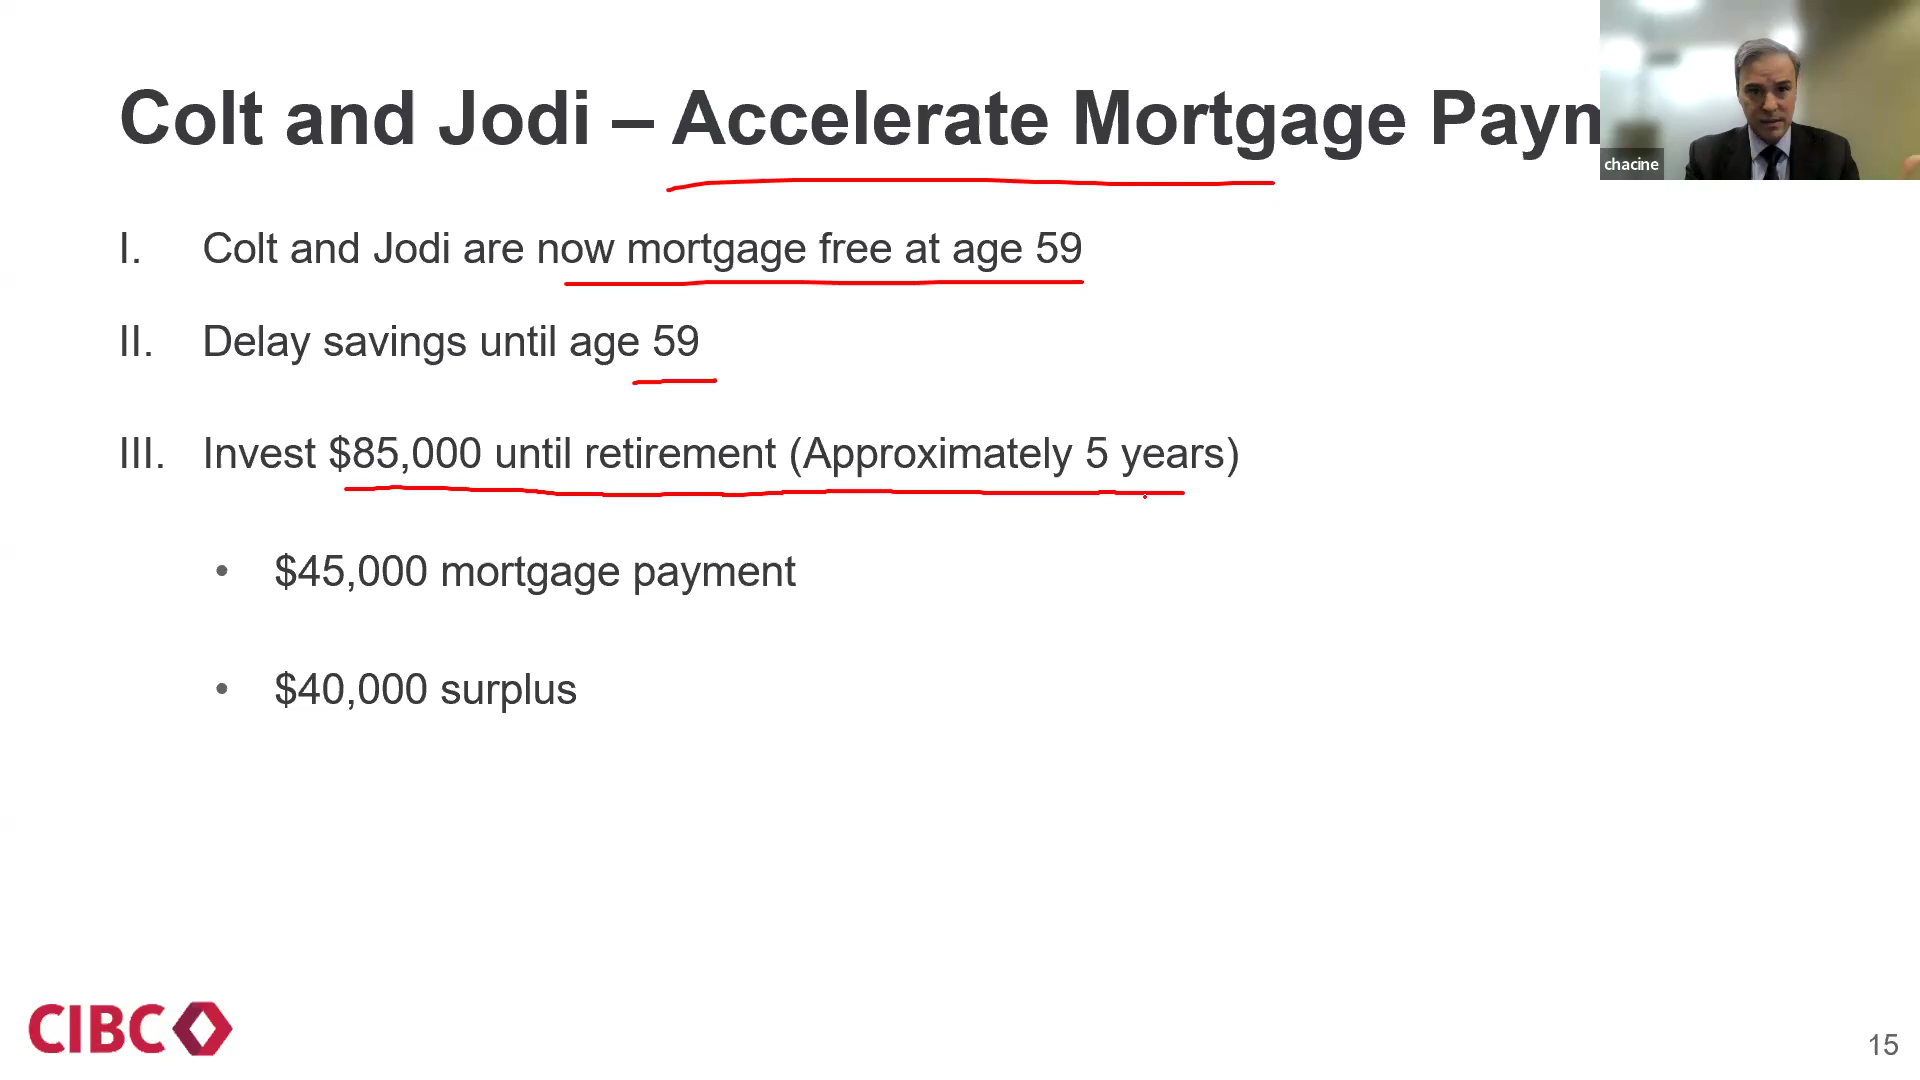 Colt and Jodi – Accelerate Mortgage Paym
chacine
I. Colt and Jodi are now mortgage free at age 59
II. Delay savings until age 59
III. Invest $85,000 until retirement (Approximately 5 years)
• $45,000 mortgage payment
• $40,000 surplus
CIBC
15